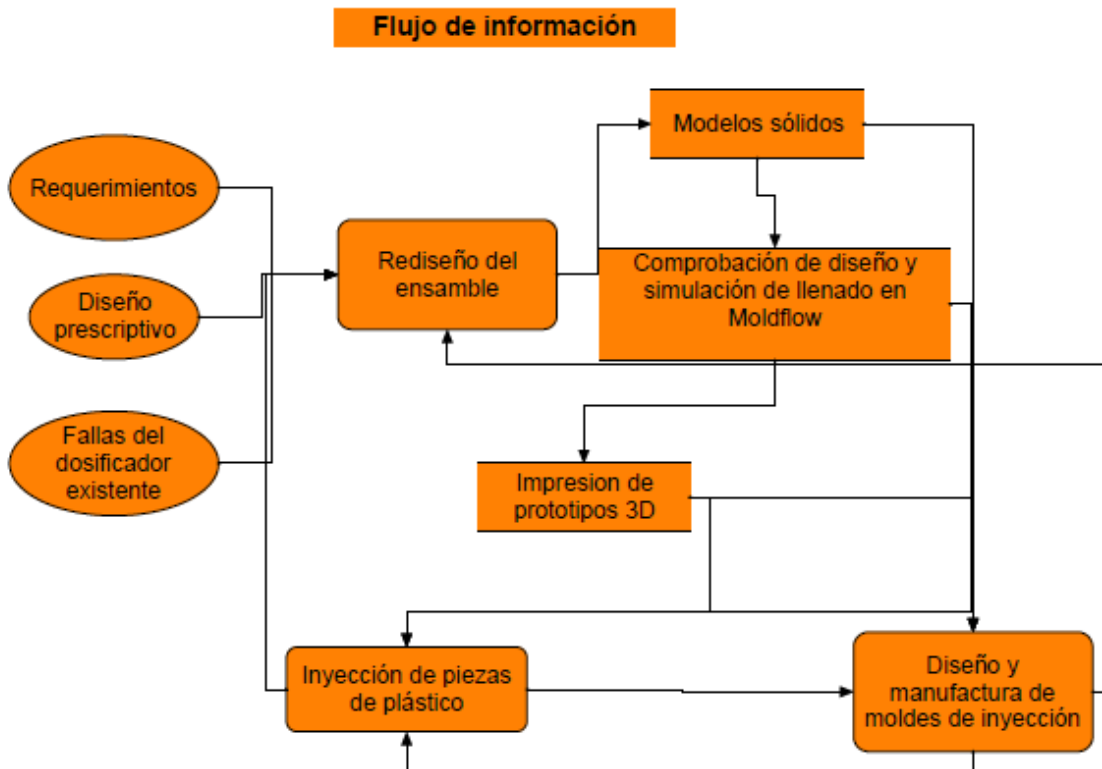 Flujo de información
Modelos sólidos
Requerimientos
Rediseño del
ensamble
Comprobación de diseño y
simulación de llenado en
Moldflow
Diseño
prescriptivo
Fallas del
dosificador
existente
Impresion de
prototipos 3D
Inyección de piezas
de plástico
Diseño y
manufactura de
moldes de inyección